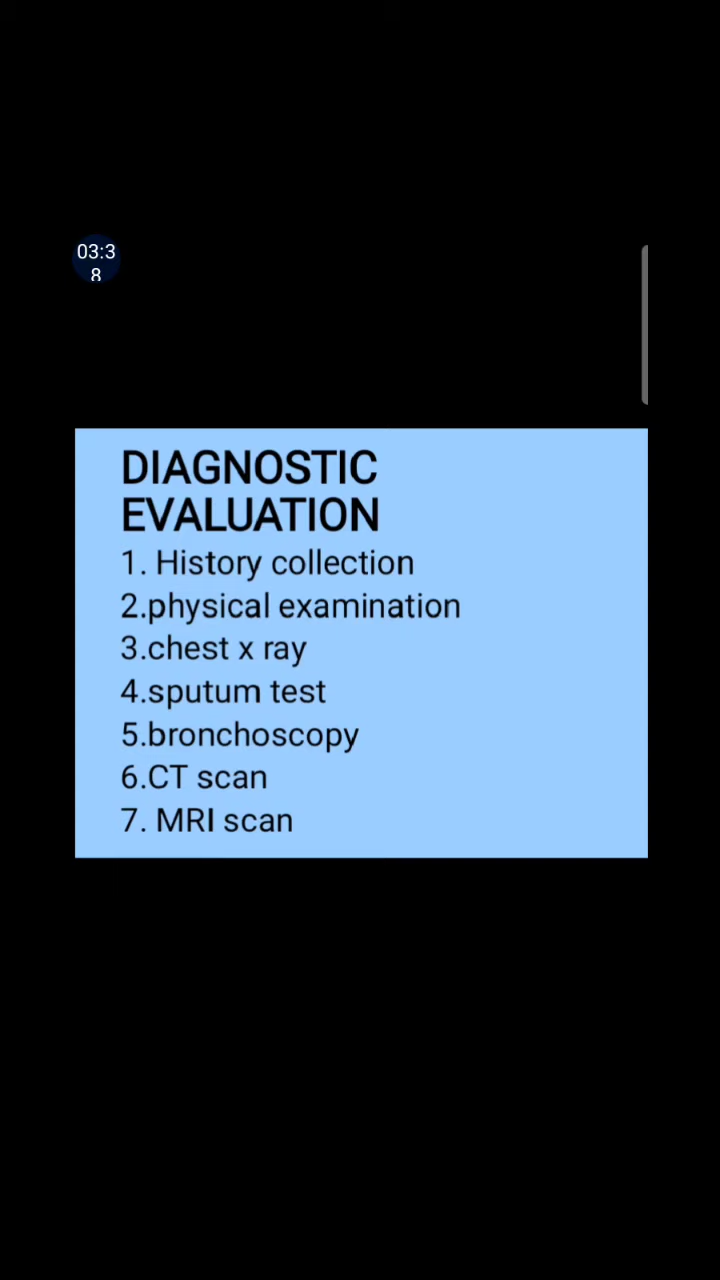 03:3
8
DIAGNOSTIC
EVALUATION
1. History collection
2.physical examination
3.chest x ray
4.sputum test
5.bronchoscopy
6.CT scan
7. MRI scan